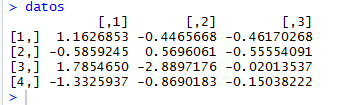 > datos
[,1] [,2] [,3]
[1,] 1.1626853 -0.4465668 -0.46170268
[2,] -0.5859245 0.5696061 -0.55554091
[3,] 1.7854650 -2.8897176 -0.02013537
[4,] -1.3325937 -0.8690183 -0.15038222
>